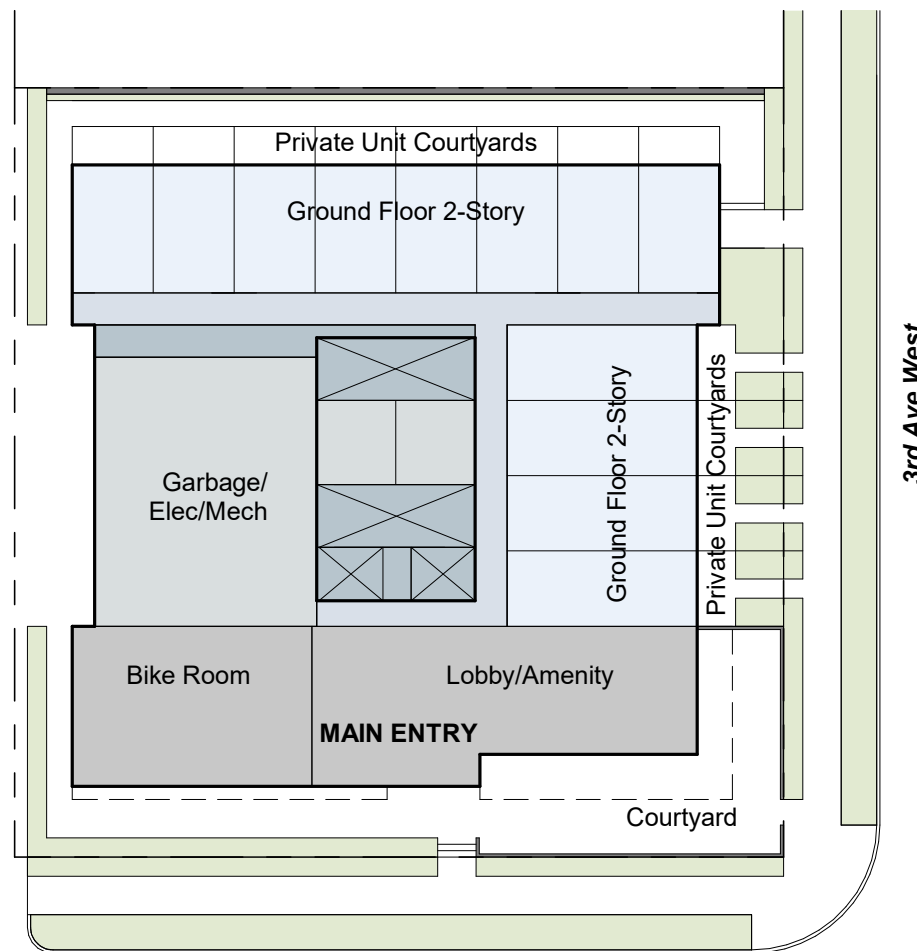 Private Unit Courtyards
Ground Floor 2-Story
3rd Ave West
Ground Floor 2-Story
Private Unit Courtyards
Garbage/
Elec/Mech
Bike Room
Lobby/Amenity
MAIN ENTRY
Courtyard